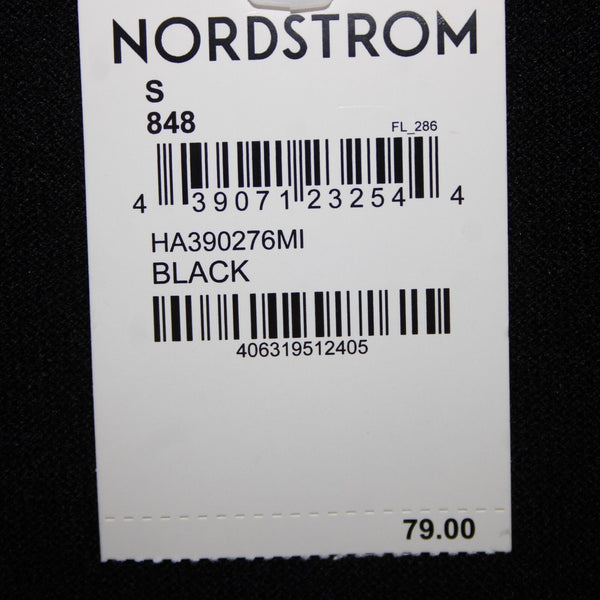 NORDSTROM
S
848
FL_286
4 39071 23254 4
HA390276MI
BLACK
406319512405
79.00